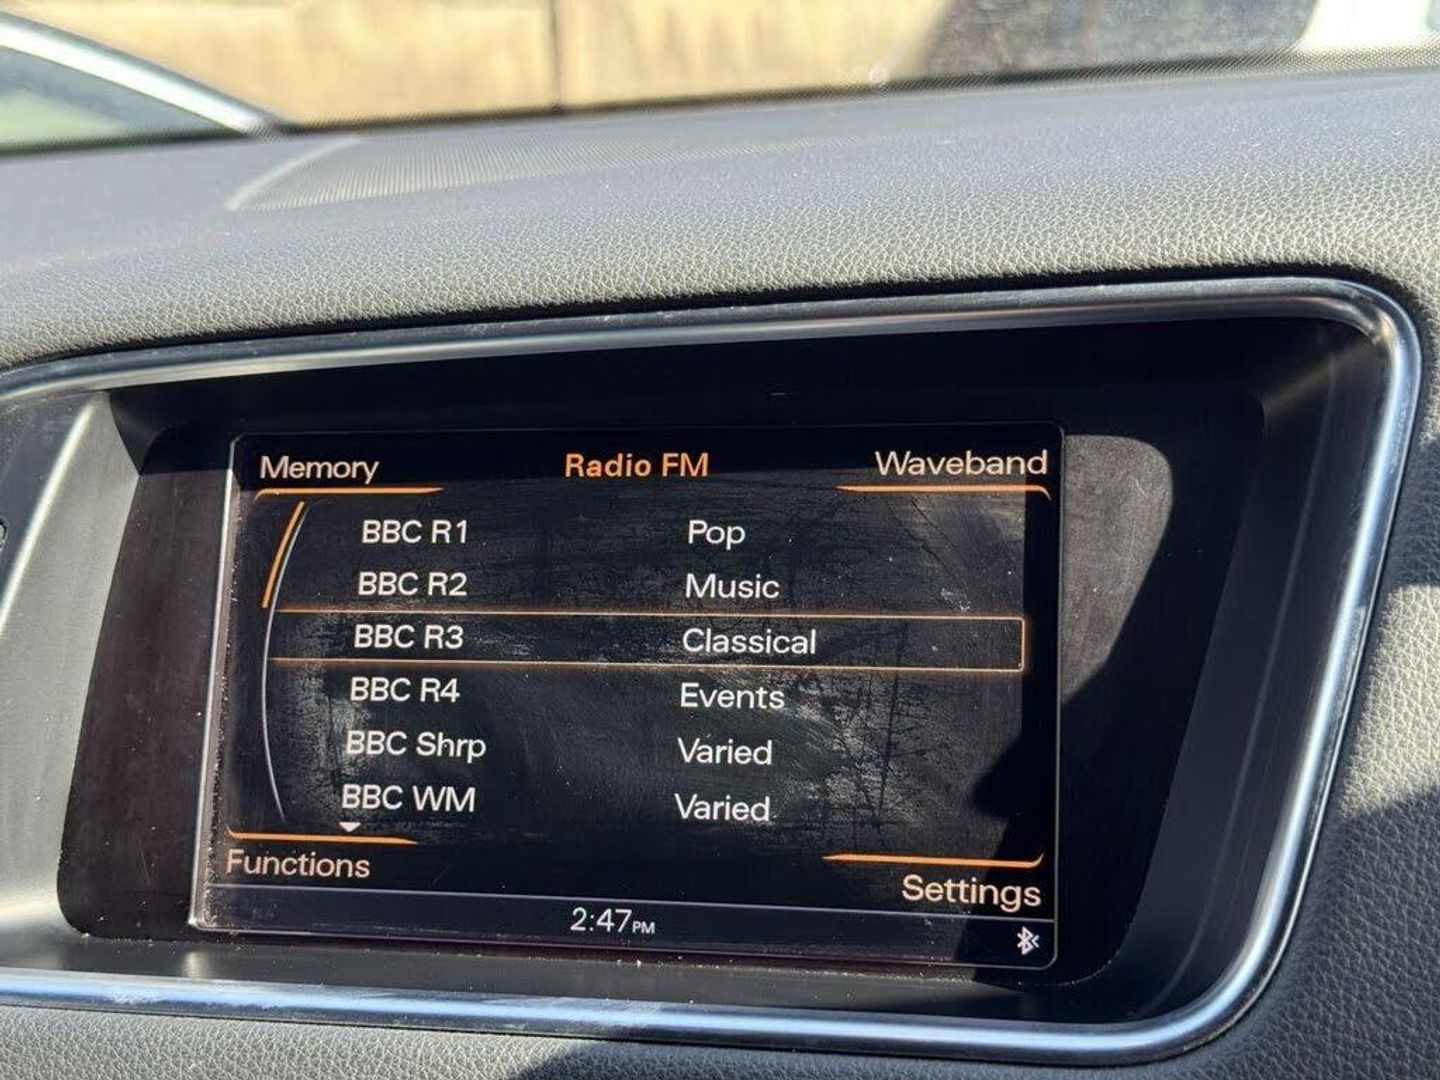 Memory Radio FM Waveband
BBC R1 Pop
BBC R2 Music
BBC R3 Classical
BBC R4 Events
BBC Shrp Varied
BBC WM Varied
Functions Settings
2:47PM